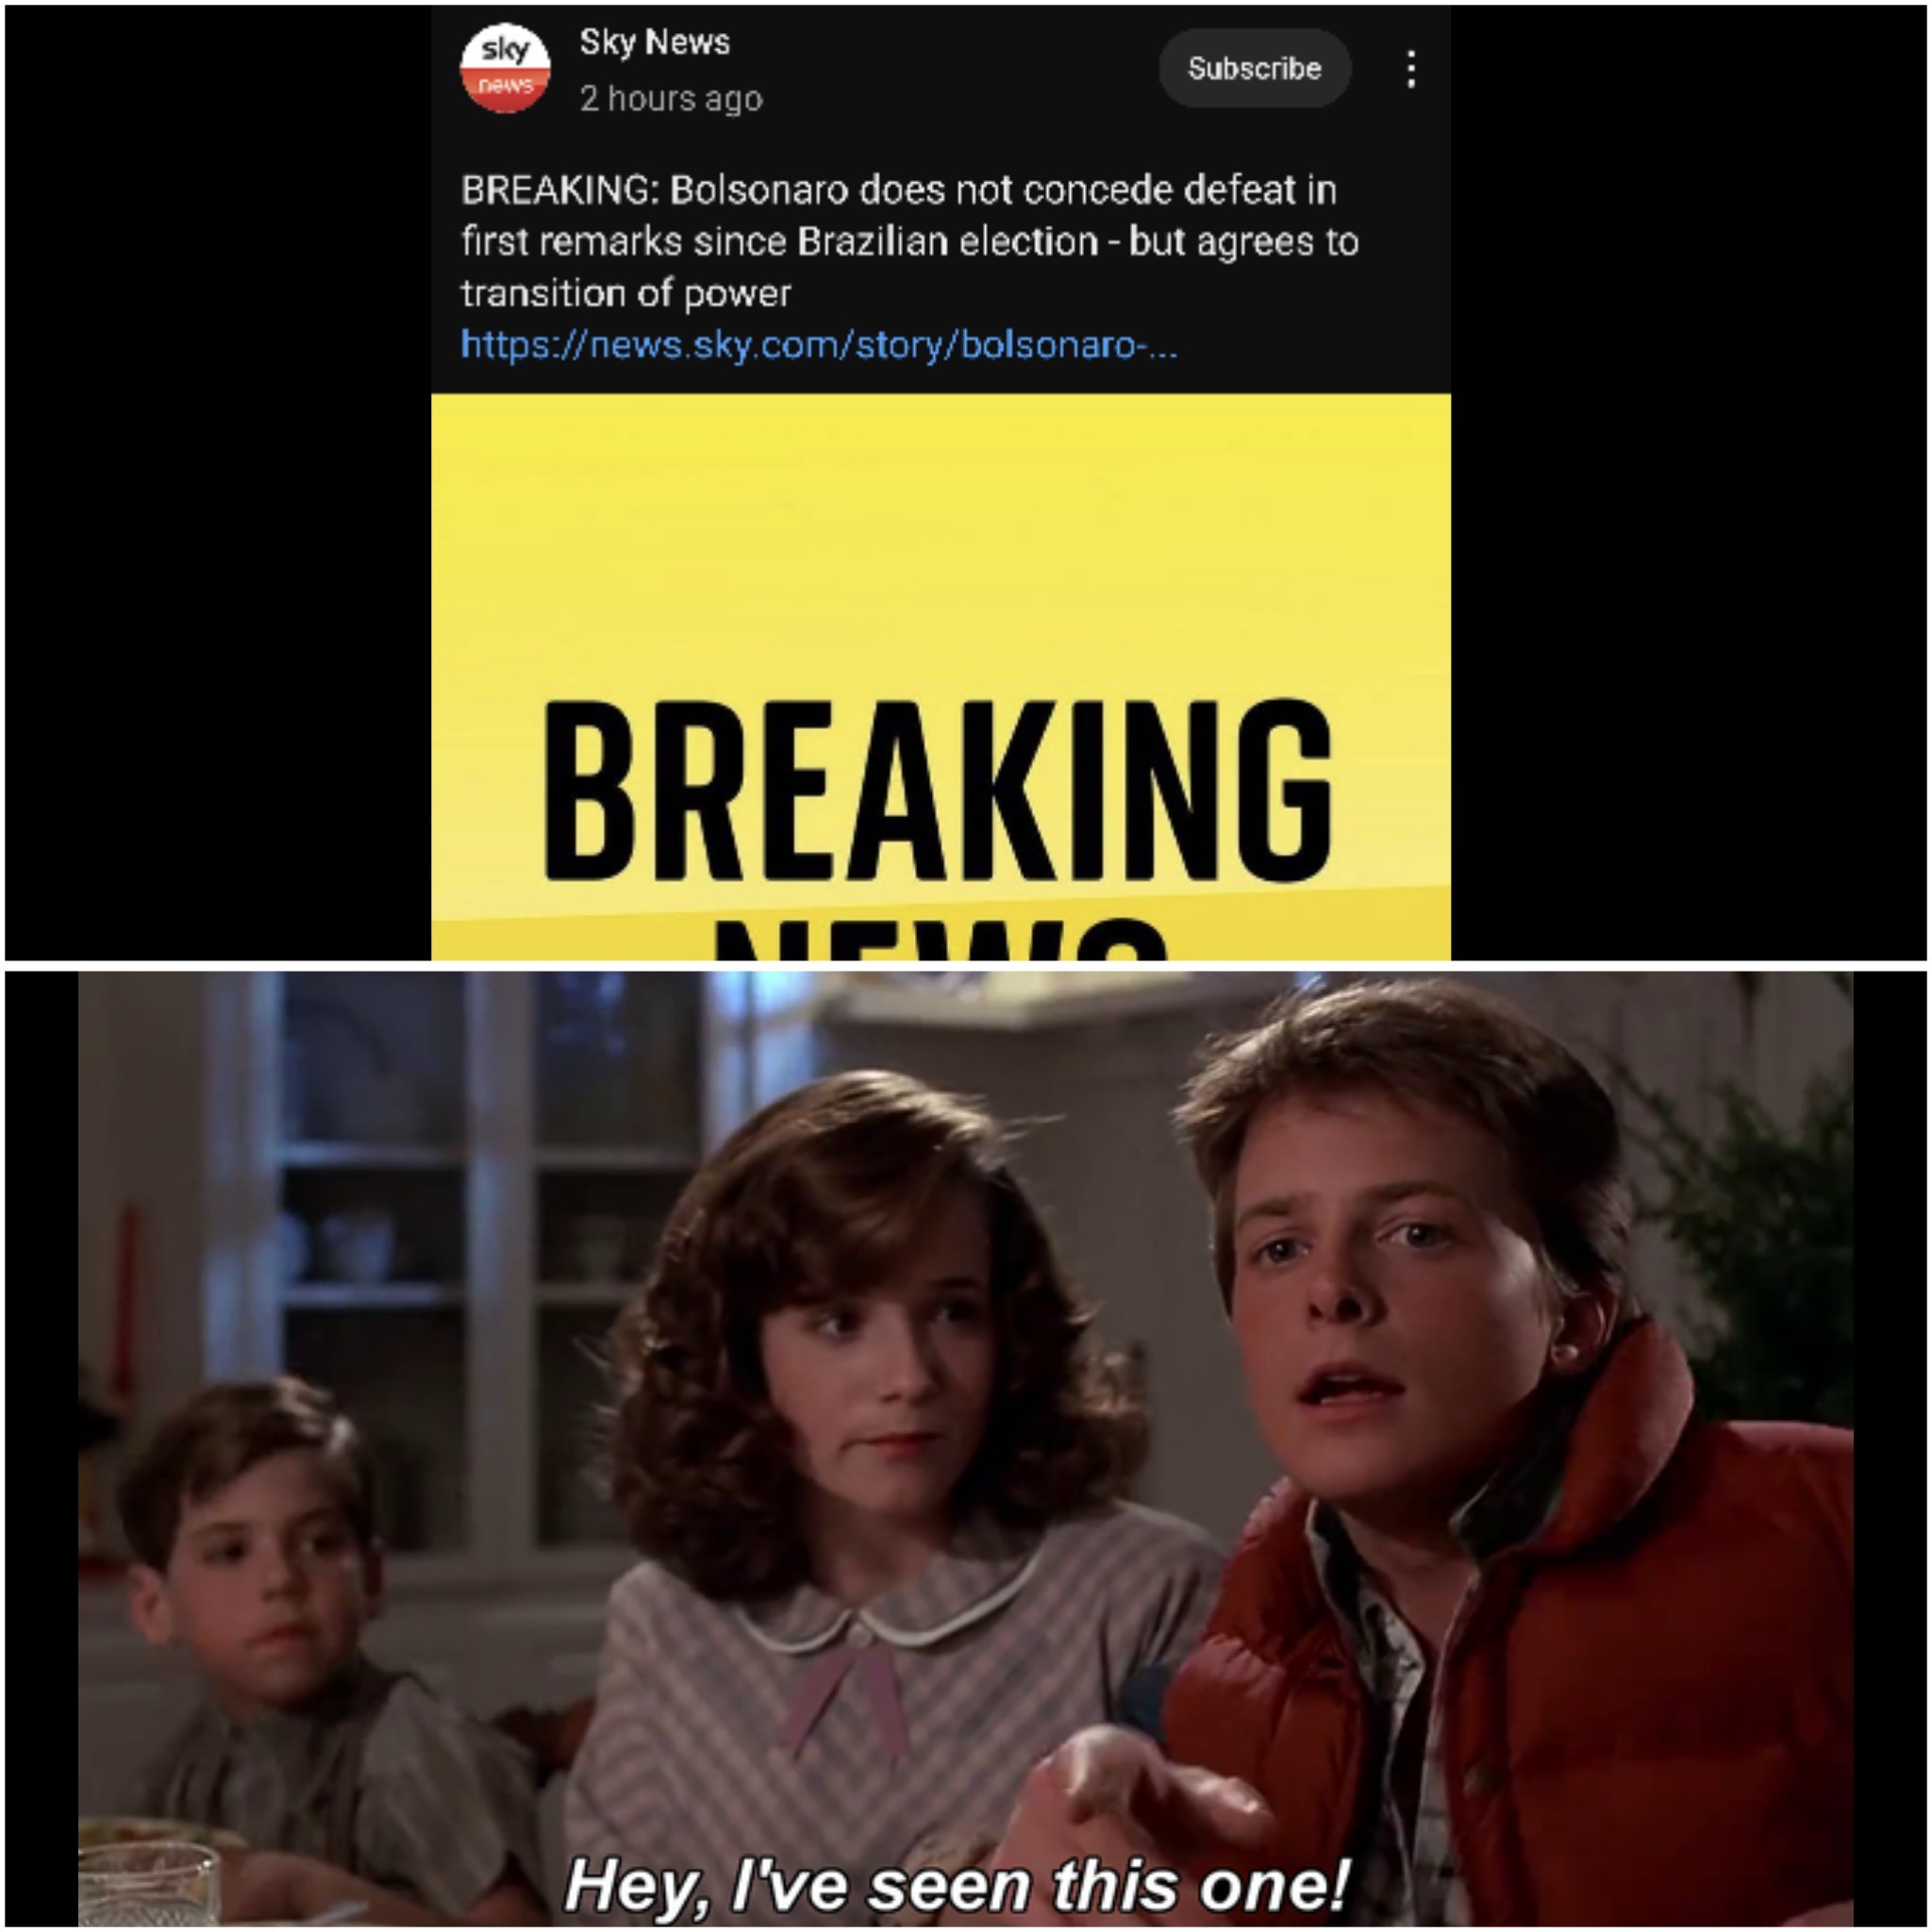 sky
news
Sky News
2 hours ago
Subscribe
BREAKING: Bolsonaro does not concede defeat in
first remarks since Brazilian election - but agrees to
transition of power
https://news.sky.com/story/bolsonaro-...
BREAKING
NEWS
Hey, I've seen this one!